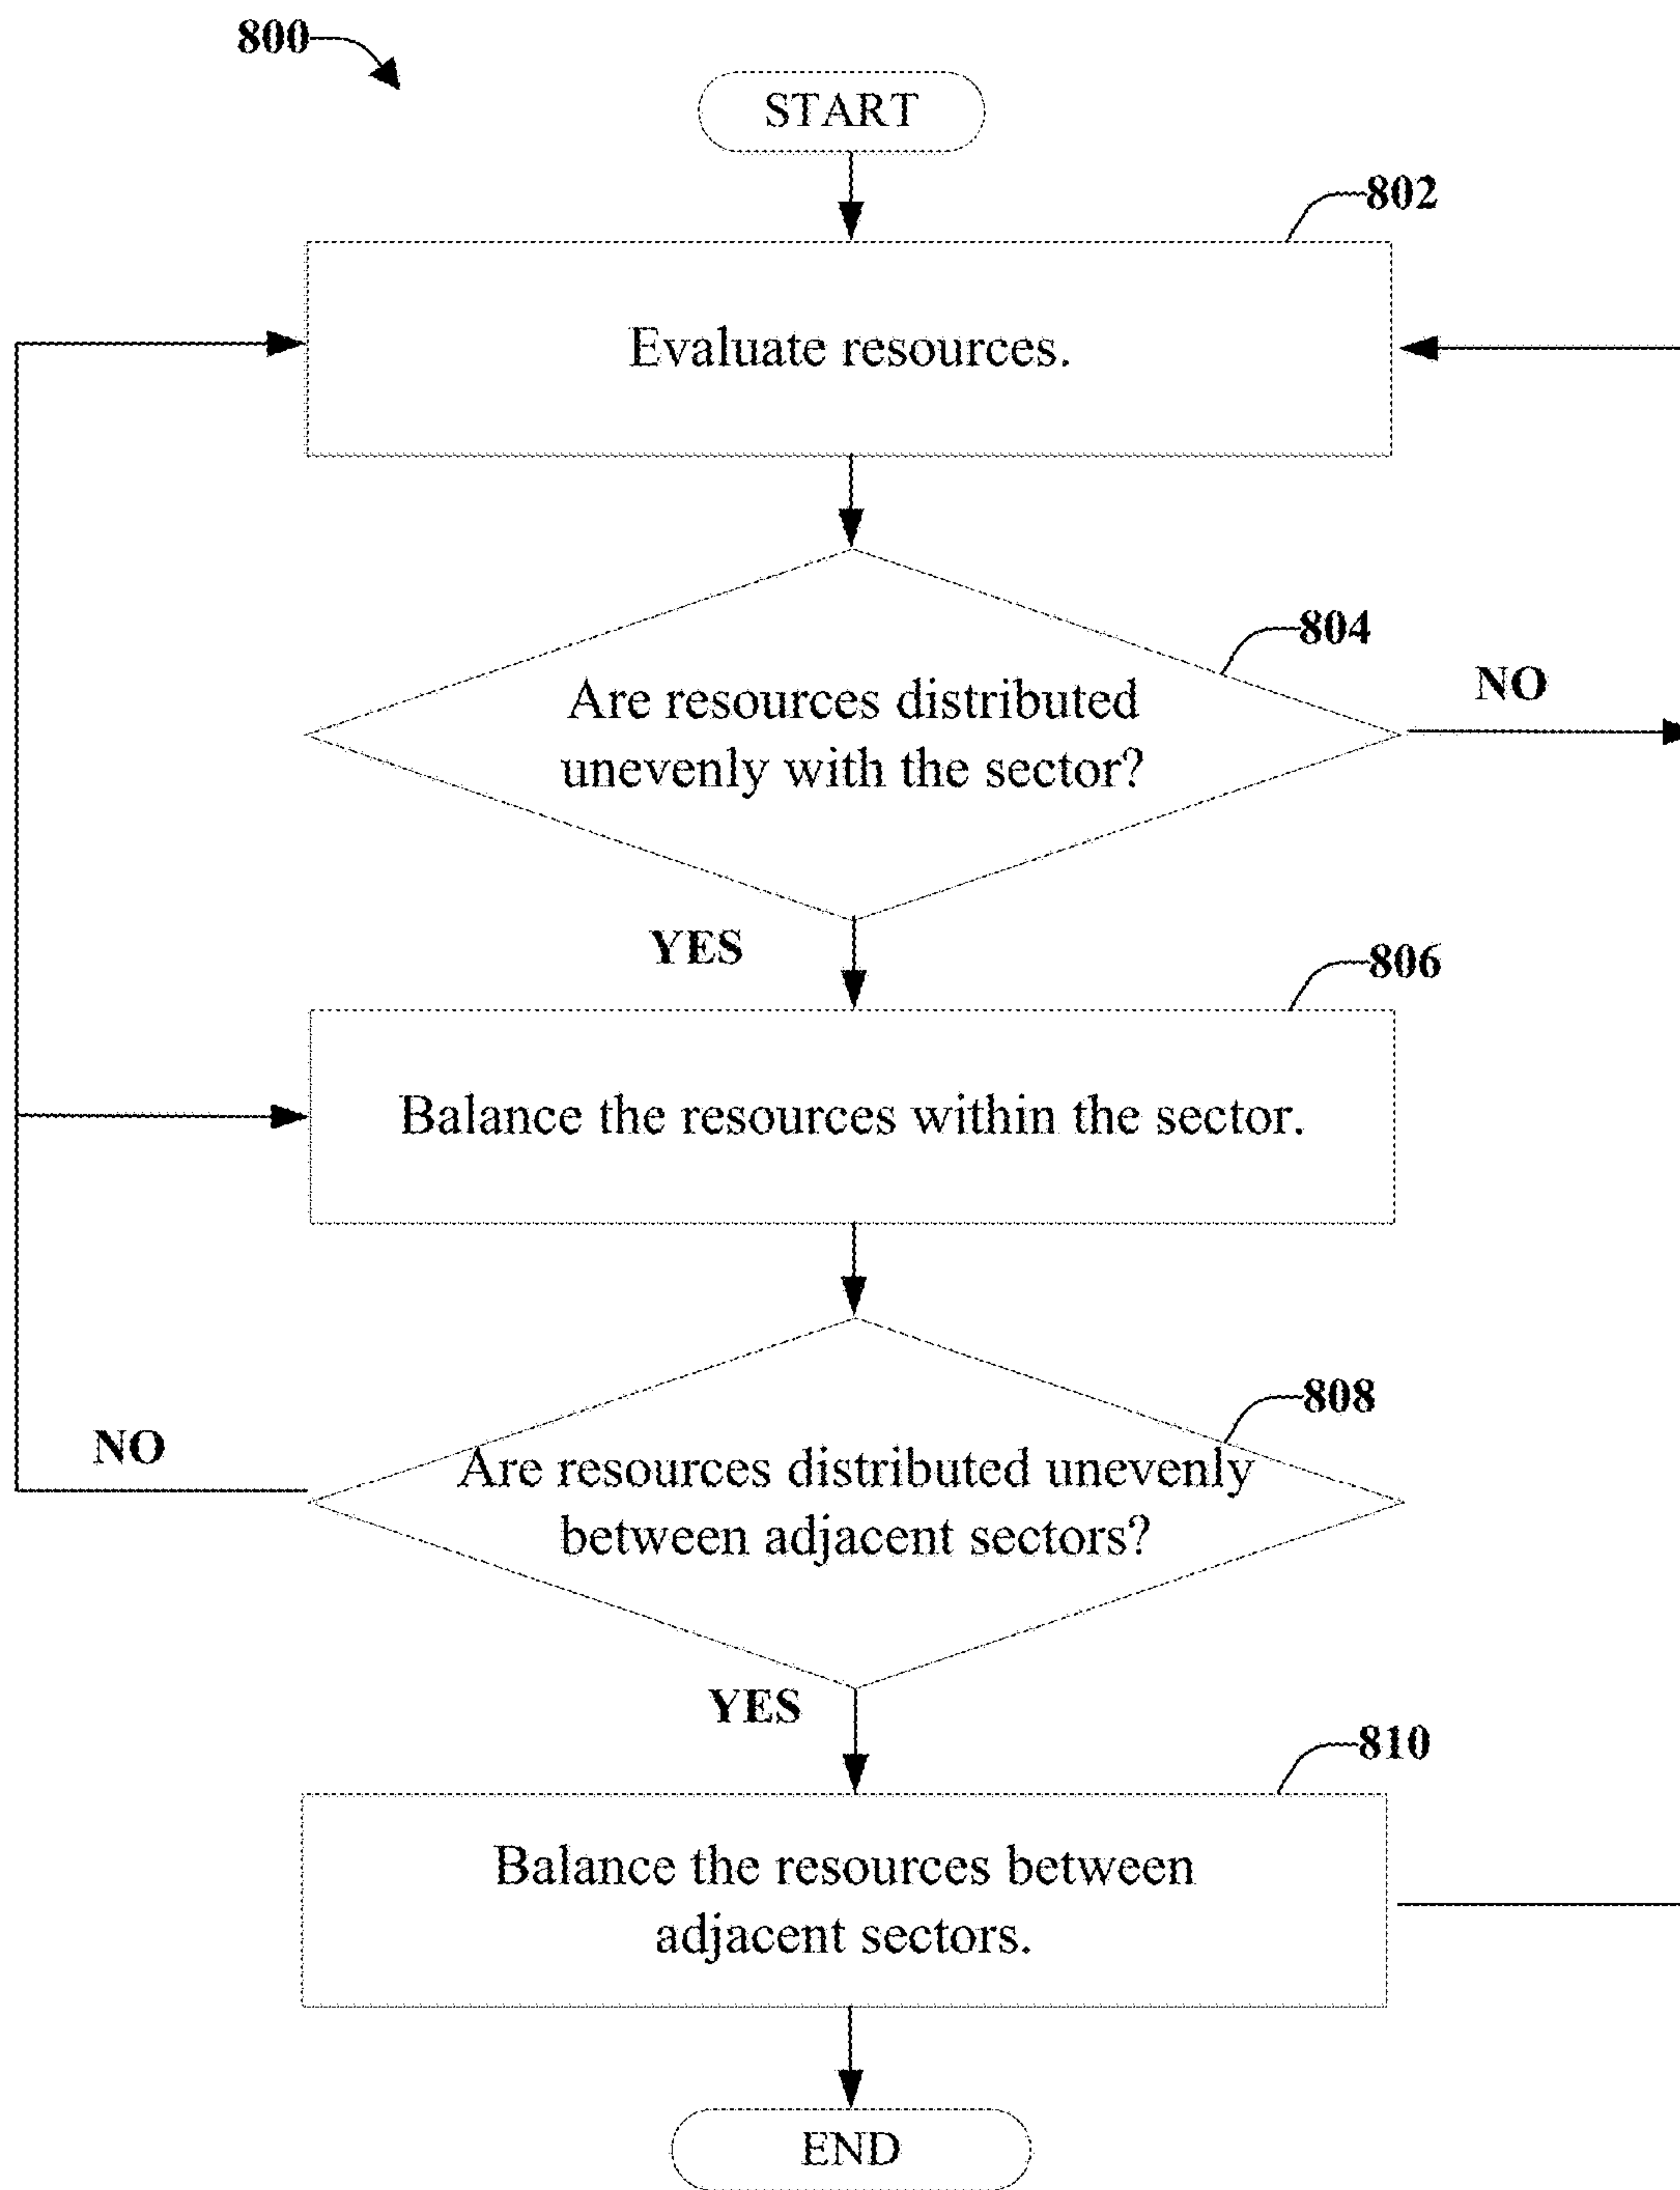 800
START
802
Evaluate resources.
804
Are resources distributed
unevenly with the sector?
NO
YES
806
Balance the resources within the sector.
808
NO
Are resources distributed unevenly
between adjacent sectors?
YES
810
Balance the resources between
adjacent sectors.
END